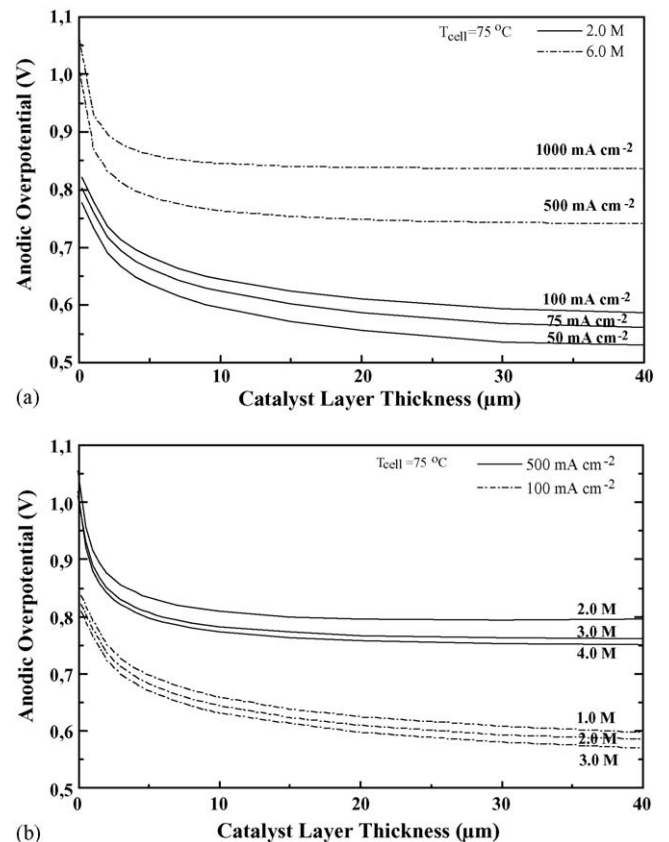 1,1
T_cell=75 °C
2.0 M
6.0 M
1,0
0,9
1000 mA cm⁻²
0,8
500 mA cm⁻²
0,7
100 mA cm⁻²
0,6
75 mA cm⁻²
50 mA cm⁻²
0,5
Anodic Overpotential (V)
0 10 20 30 40
(a) Catalyst Layer Thickness (µm)
1,1
T_cell =75 °C
500 mA cm⁻²
100 mA cm⁻²
1,0
0,9
0,8
2.0 M
3.0 M
4.0 M
0,7
1.0 M
0,6
2.0 M
3.0 M
0,5
Anodic Overpotential (V)
0 10 20 30 40
(b) Catalyst Layer Thickness (µm)